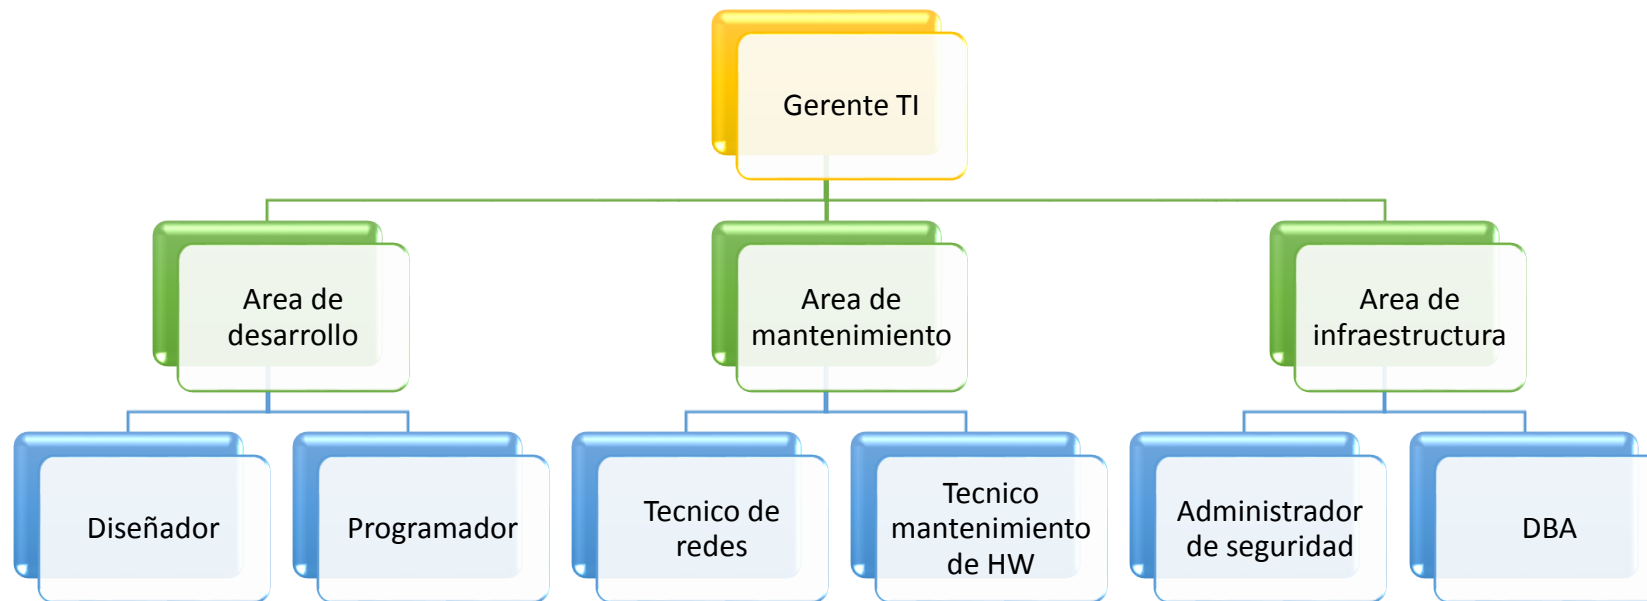 Gerente TI
Area de
desarrollo
Area de
mantenimiento
Area de
infraestructura
Diseñador
Programador
Tecnico de
redes
Tecnico
mantenimiento
de HW
Administrador
de seguridad
DBA